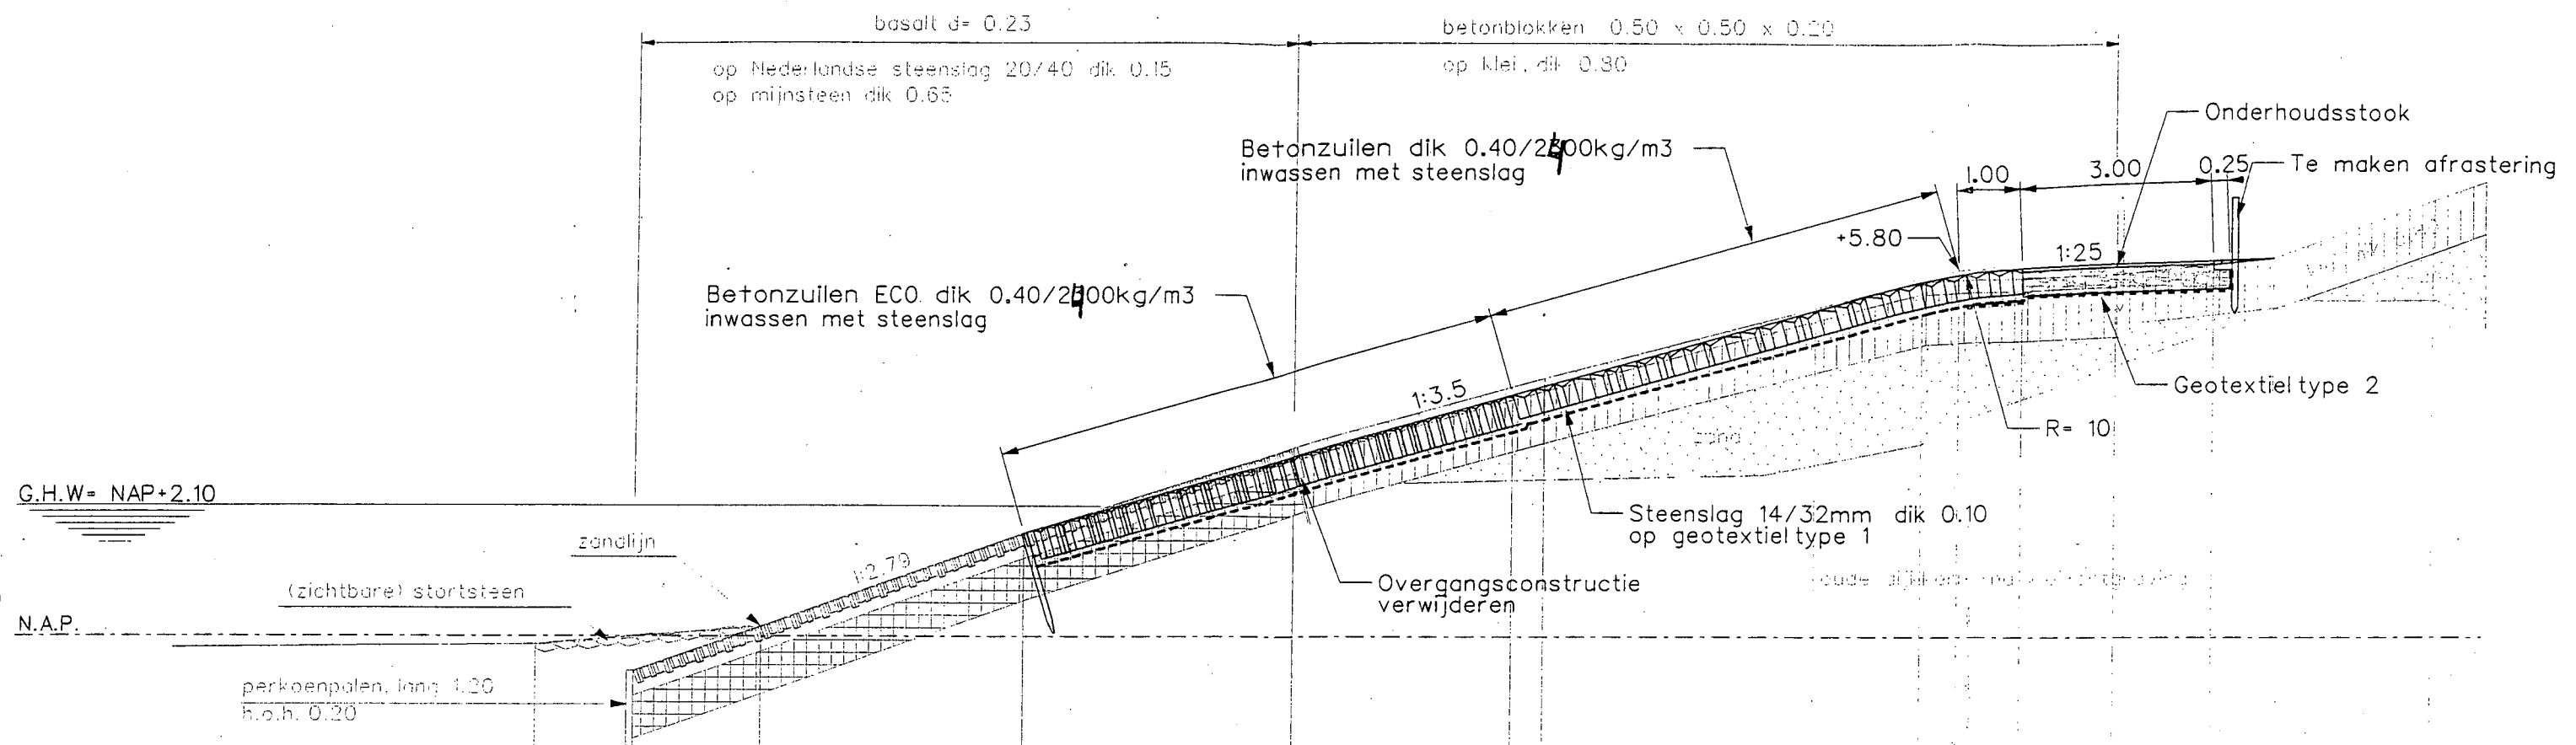 basalt d= 0.23
op Nederlandse steenslag 20/40 dik 0.15
op mijnsteen dik 0.65
betonblokken 0.50 x 0.50 x 0.20
op klei, dik 0.80
Onderhoudsstook
Betonzuilen dik 0.40/2400kg/m3
inwassen met steenslag
1.00
3.00
0.25
Te maken afrastering
+5.80
1:25
Betonzuilen ECO. dik 0.40/2400kg/m3
inwassen met steenslag
1:3.5
Geotextiel type 2
R= 10
zand
G.H.W= NAP+2.10
Steenslag 14/32mm dik 0.10
op geotextiel type 1
zandlijn
1:2.79
Overgangsconstructie
verwijderen
(zichtbare) stortsteen
oude
N.A.P.
perkoenpalen, lang 1.20
h.o.h. 0.20